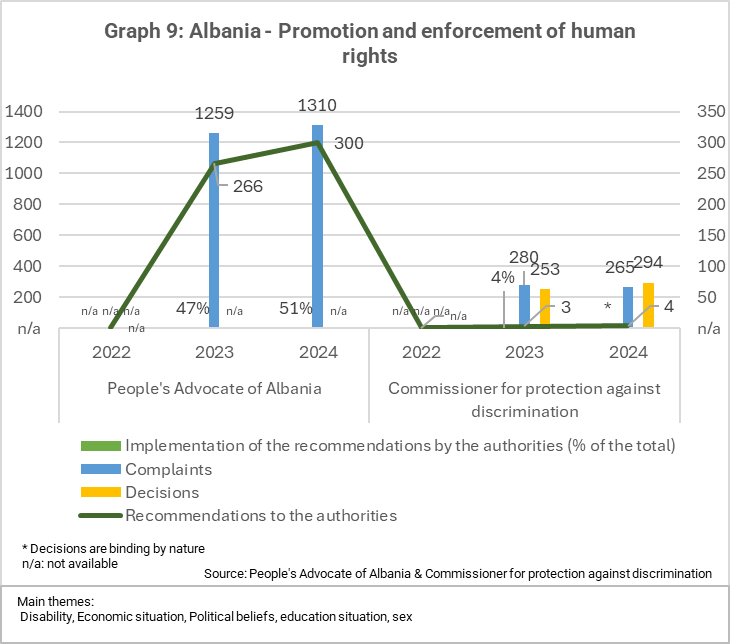 Graph 9: Albania - Promotion and enforcement of human
rights
1400
1200
1000
800
600
400
200
n/a
350
300
250
200
150
100
50
n/a
n/a n/a n/a
n/a
1259
266
47%
n/a
1310
300
51%
n/a
n/a n/a n/a
n/a
4%
280
253
3
*
265
294
4
2022 2023 2024 2022 2023 2024
People's Advocate of Albania
Commissioner for protection against
discrimination
Implementation of the recommendations by the authorities (% of the total)
Complaints
Decisions
Recommendations to the authorities
* Decisions are binding by nature
n/a: not available
Source: People's Advocate of Albania & Commissioner for protection against discrimination
Main themes:
Disability, Economic situation, Political beliefs, education situation, sex